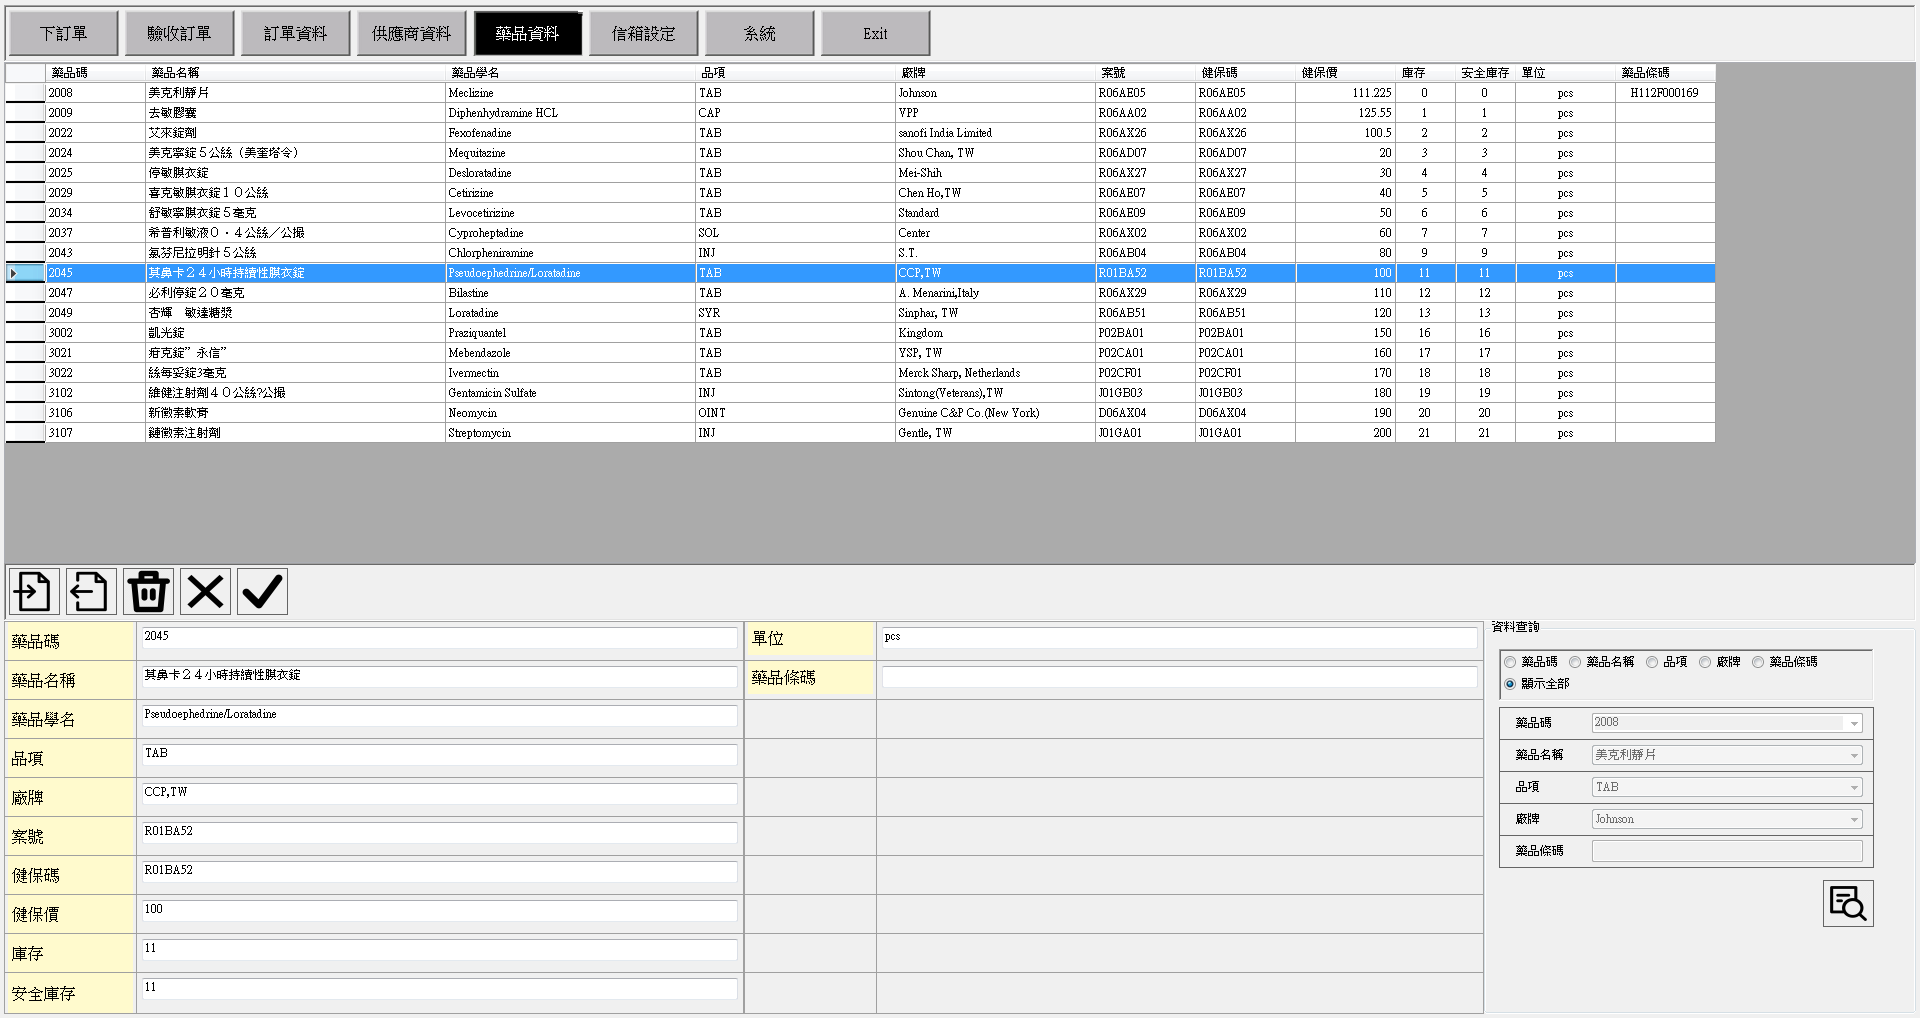 下訂單 驗收訂單 訂單資料 供應商資料 藥品資料 信箱設定 系統 Exit
藥品碼 藥品名稱 藥品學名 品項 廠牌 案號 健保碼 健保價 庫存 安全庫存 單位 藥品條碼
2008 美克利靜片 Meclizine TAB Johnson R06AE05 R06AE05 111.225 0 0 pcs H112F000169
2009 去敏膠囊 Diphenhydramine HCL CAP VPP R06AA02 R06AA02 125.55 1 1 pcs
2022 艾來錠劑 Fexofenadine TAB sanofi India Limited R06AX26 R06AX26 100.5 2 2 pcs
2024 美克寧錠５公絲（美奎塔令） Mequitazine TAB Shou Chan, TW R06AD07 R06AD07 20 3 3 pcs
2025 停敏膜衣錠 Desloratadine TAB Mei-Shih R06AX27 R06AX27 30 4 4 pcs
2029 喜克敏膜衣錠１０公絲 Cetirizine TAB Chen Ho,TW R06AE07 R06AE07 40 5 5 pcs
2034 舒敏寧膜衣錠５毫克 Levocetirizine TAB Standard R06AE09 R06AE09 50 6 6 pcs
2037 希普利敏液０．４公絲／公撮 Cyproheptadine SOL Center R06AX02 R06AX02 60 7 7 pcs
2043 氯芬尼拉明針５公絲 Chlorpheniramine INJ S.T. R06AB04 R06AB04 80 9 9 pcs
2045 萁鼻卡２４小時持續性膜衣錠 Pseudoephedrine/Loratadine TAB CCP,TW R01BA52 R01BA52 100 11 11 pcs
2047 必利停錠２０毫克 Bilastine TAB A. Menarini,Italy R06AX29 R06AX29 110 12 12 pcs
2049 杏輝　敏達糖漿 Loratadine SYR Sinphar, TW R06AB51 R06AB51 120 13 13 pcs
3002 凱光錠 Praziquantel TAB Kingdom P02BA01 P02BA01 150 16 16 pcs
3021 疳克錠”永信” Mebendazole TAB YSP, TW P02CA01 P02CA01 160 17 17 pcs
3022 絲每妥錠3毫克 Ivermectin TAB Merck Sharp, Netherlands P02CF01 P02CF01 170 18 18 pcs
3102 維健注射劑４０公絲?公撮 Gentamicin Sulfate INJ Sintong(Veterans),TW J01GB03 J01GB03 180 19 19 pcs
3106 新黴素軟膏 Neomycin OINT Genuine C&P Co.(New York) D06AX04 D06AX04 190 20 20 pcs
3107 鏈黴素注射劑 Streptomycin INJ Gentle, TW J01GA01 J01GA01 200 21 21 pcs
藥品碼 2045 單位 pcs
藥品名稱 萁鼻卡２４小時持續性膜衣錠 藥品條碼
藥品學名 Pseudoephedrine/Loratadine
品項 TAB
廠牌 CCP,TW
案號 R01BA52
健保碼 R01BA52
健保價 100
庫存 11
安全庫存 11
資料查詢
藥品碼 藥品名稱 品項 廠牌 藥品條碼
顯示全部
藥品碼 2008
藥品名稱 美克利靜片
品項 TAB
廠牌 Johnson
藥品條碼